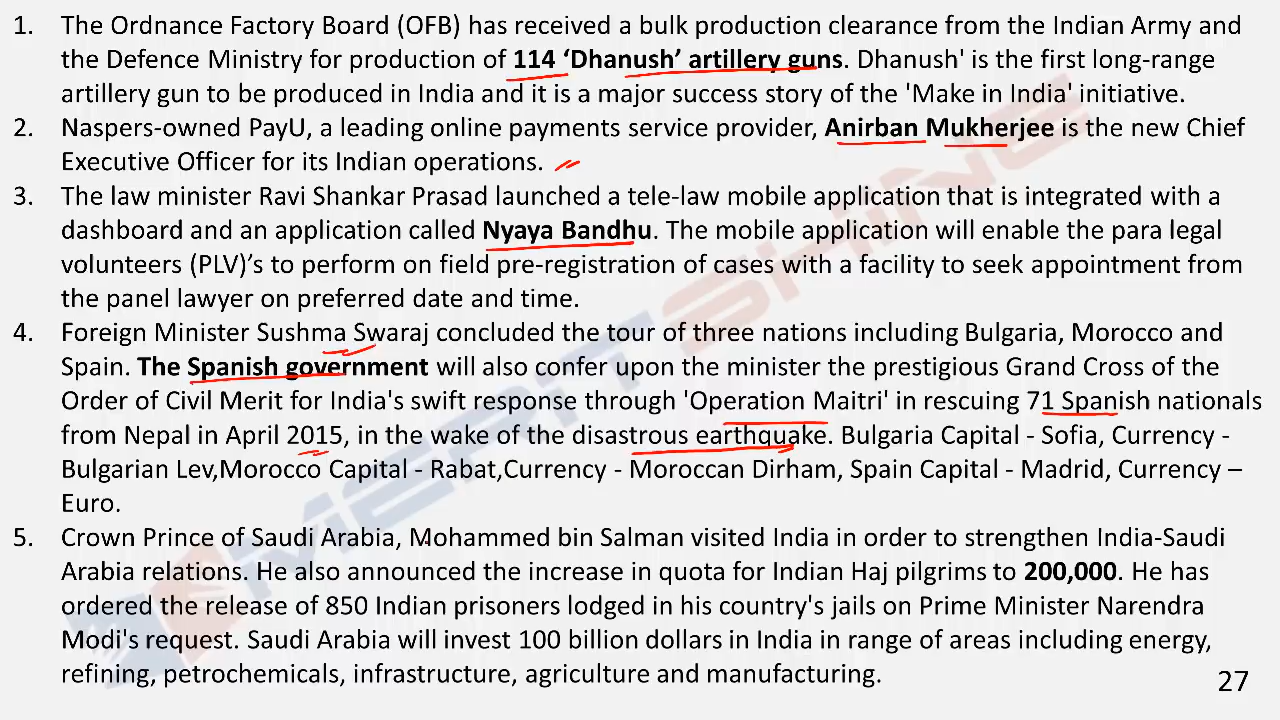 1. The Ordnance Factory Board (OFB) has received a bulk production clearance from the Indian Army and
the Defence Ministry for production of 114 ‘Dhanush’ artillery guns. Dhanush' is the first long-range
artillery gun to be produced in India and it is a major success story of the 'Make in India' initiative.
2. Naspers-owned PayU, a leading online payments service provider, Anirban Mukherjee is the new Chief
Executive Officer for its Indian operations.
3. The law minister Ravi Shankar Prasad launched a tele-law mobile application that is integrated with a
dashboard and an application called Nyaya Bandhu. The mobile application will enable the para legal
volunteers (PLV)’s to perform on field pre-registration of cases with a facility to seek appointment from
the panel lawyer on preferred date and time.
4. Foreign Minister Sushma Swaraj concluded the tour of three nations including Bulgaria, Morocco and
Spain. The Spanish government will also confer upon the minister the prestigious Grand Cross of the
Order of Civil Merit for India's swift response through 'Operation Maitri' in rescuing 71 Spanish nationals
from Nepal in April 2015, in the wake of the disastrous earthquake. Bulgaria Capital - Sofia, Currency -
Bulgarian Lev,Morocco Capital - Rabat,Currency - Moroccan Dirham, Spain Capital - Madrid, Currency –
Euro.
5. Crown Prince of Saudi Arabia, Mohammed bin Salman visited India in order to strengthen India-Saudi
Arabia relations. He also announced the increase in quota for Indian Haj pilgrims to 200,000. He has
ordered the release of 850 Indian prisoners lodged in his country's jails on Prime Minister Narendra
Modi's request. Saudi Arabia will invest 100 billion dollars in India in range of areas including energy,
refining, petrochemicals, infrastructure, agriculture and manufacturing.
27
MERITSHINE